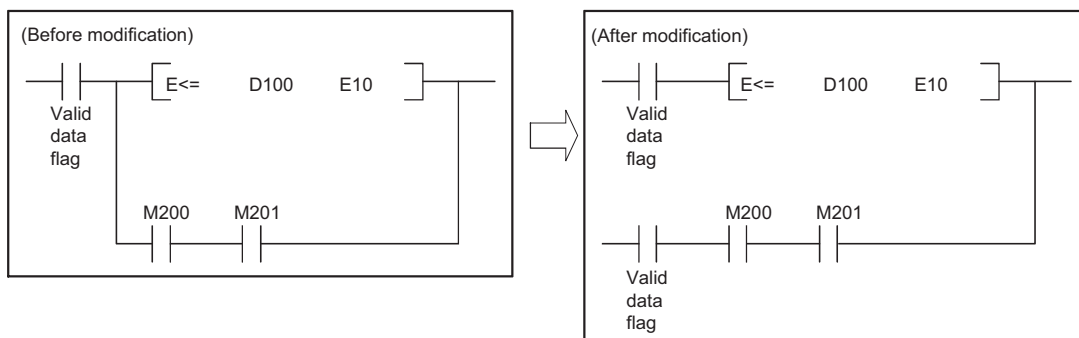 (Before modification)
E<= D100 E10
Valid
data
flag
M200 M201
(After modification)
E<= D100 E10
Valid
data
flag
M200 M201
Valid
data
flag